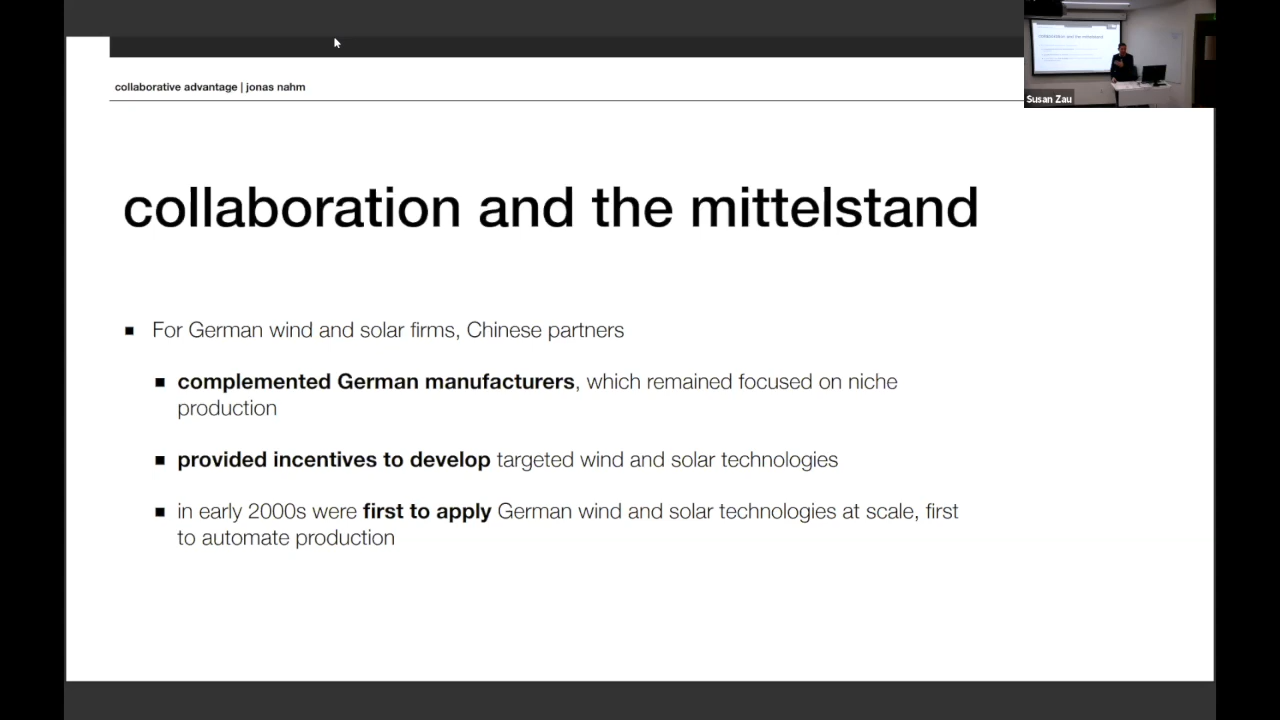 collaborative advantage | jonas nahm
Susan Zau
collaboration and the mittelstand
For German wind and solar firms, Chinese partners
complemented German manufacturers, which remained focused on niche
production
provided incentives to develop targeted wind and solar technologies
in early 2000s were first to apply German wind and solar technologies at scale, first
to automate production